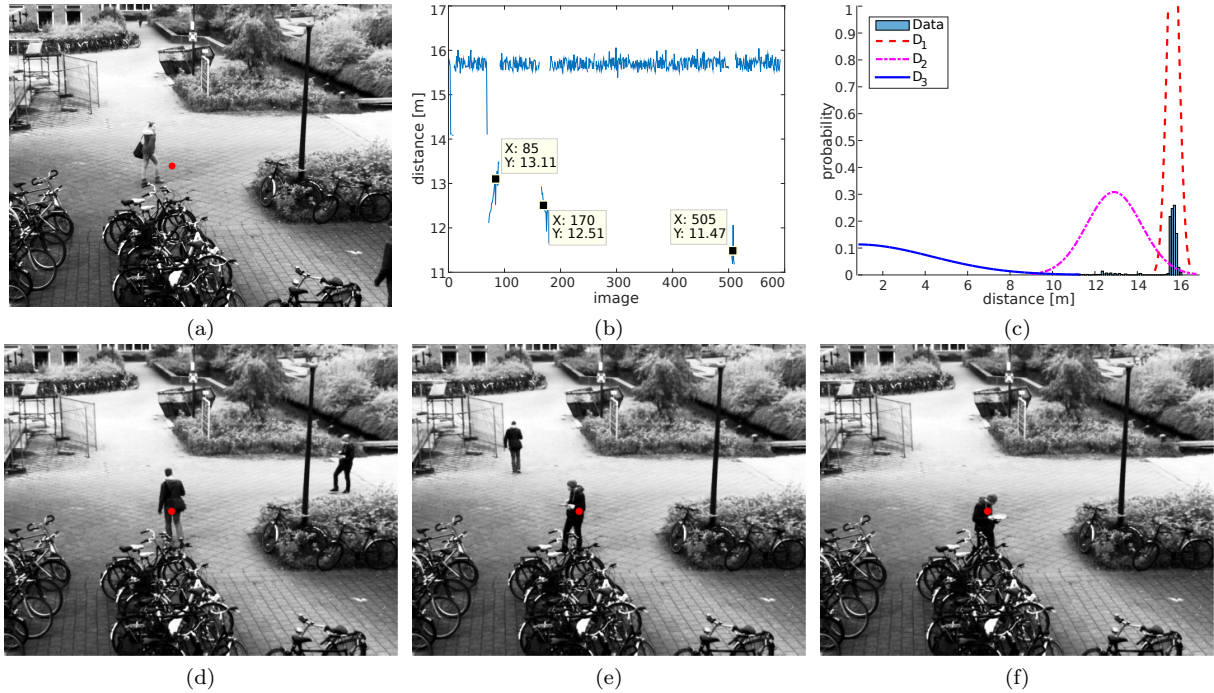 17
16
15
14
13
12
11
distance [m]
0
100
200
300
400
500
600
image
X: 85
Y: 13.11
X: 170
Y: 12.51
X: 505
Y: 11.47
1
0.9
0.8
0.7
0.6
0.5
0.4
0.3
0.2
0.1
0
probability
2
4
6
8
10
12
14
16
distance [m]
Data
D1
D2
D3
(a)
(b)
(c)
(d)
(e)
(f)